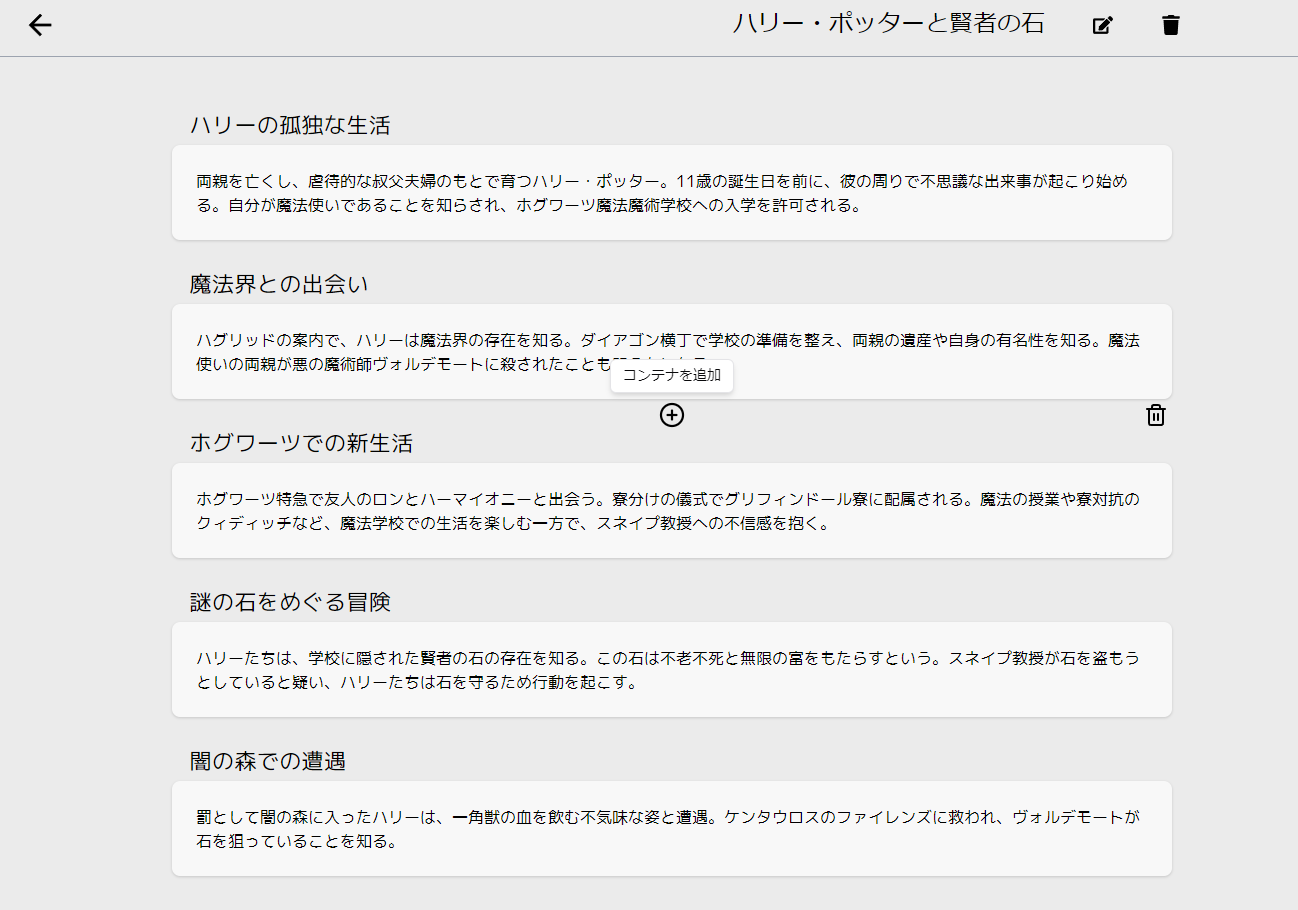 ハリー・ポッターと賢者の石
ハリーの孤独な生活
両親を亡くし、虐待的な叔父夫婦のもとで育つハリー・ポッター。11歳の誕生日を前に、彼の周りで不思議な出来事が起こり始め
る。自分が魔法使いであることを知らされ、ホグワーツ魔法魔術学校への入学を許可される。
魔法界との出会い
ハグリッドの案内で、ハリーは魔法界の存在を知る。ダイアゴン横丁で学校の準備を整え、両親の遺産や自身の有名性を知る。魔法
使いの両親が悪の魔術師ヴォルデモートに殺されたことも
コンテナを追加
ホグワーツでの新生活
ホグワーツ特急で友人のロンとハーマイオニーと出会う。寮分けの儀式でグリフィンドール寮に配属される。魔法の授業や寮対抗の
クィディッチなど、魔法学校での生活を楽しむ一方で、スネイプ教授への不信感を抱く。
謎の石をめぐる冒険
ハリーたちは、学校に隠された賢者の石の存在を知る。この石は不老不死と無限の富をもたらすという。スネイプ教授が石を盗もう
としていると疑い、ハリーたちは石を守るため行動を起こす。
闇の森での遭遇
罰として闇の森に入ったハリーは、一角獣の血を飲む不気味な姿と遭遇。ケンタウロスのファイレンズに救われ、ヴォルデモートが
石を狙っていることを知る。